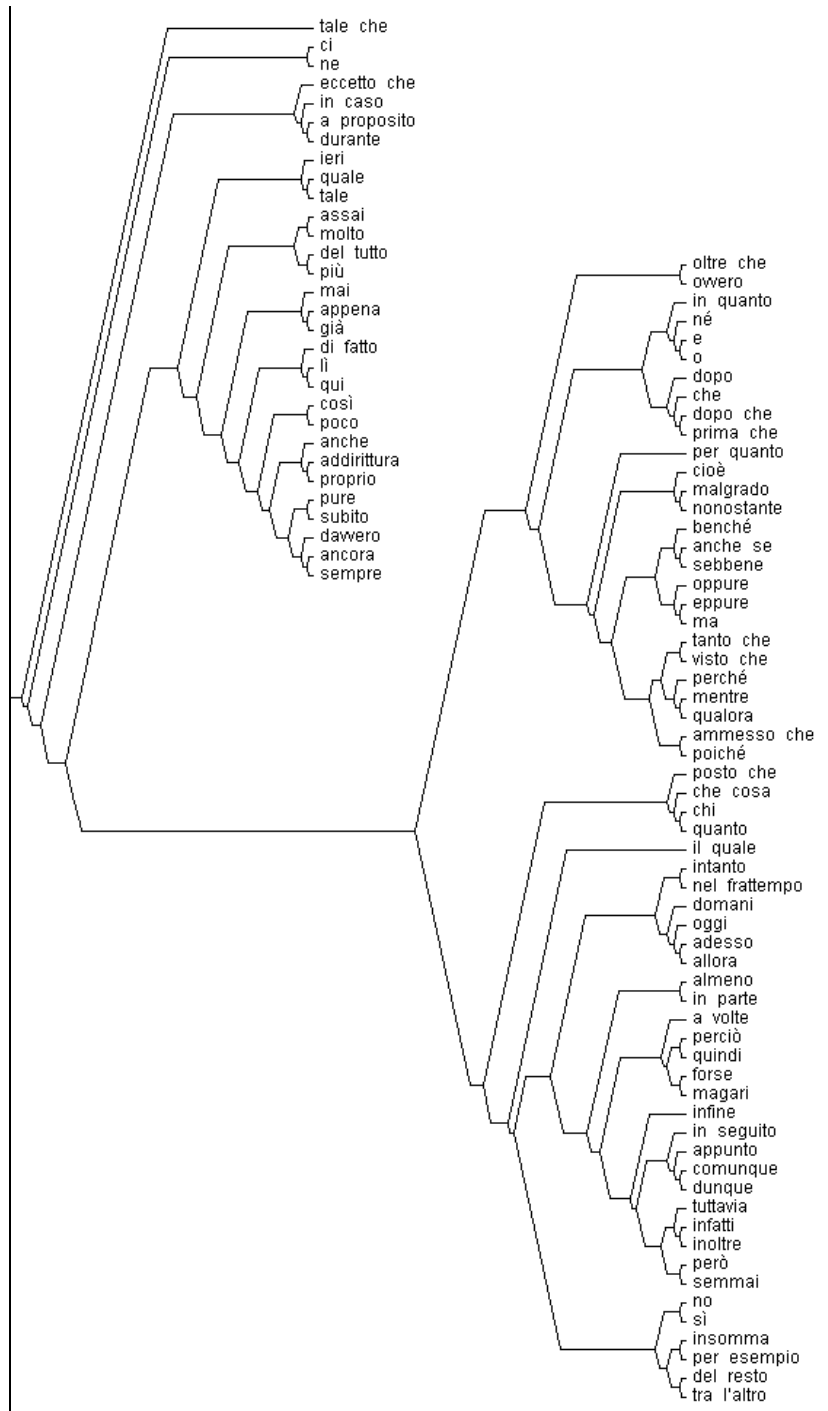 tale che
ci
ne
eccetto che
in caso
a proposito
durante
ieri
quale
tale
assai
molto
del tutto
più
mai
appena
già
di fatto
lì
qui
così
poco
anche
addirittura
proprio
pure
subito
davvero
ancora
sempre
oltre che
ovvero
in quanto
né
e
o
dopo
che
dopo che
prima che
per quanto
cioè
malgrado
nonostante
benché
anche se
sebbene
oppure
eppure
ma
tanto che
visto che
perché
mentre
qualora
ammesso che
poiché
posto che
che cosa
chi
quanto
il quale
intanto
nel frattempo
domani
oggi
adesso
allora
almeno
in parte
a volte
perciò
quindi
forse
magari
infine
in seguito
appunto
comunque
dunque
tuttavia
infatti
inoltre
però
semmai
no
sì
insomma
per esempio
del resto
tra l'altro